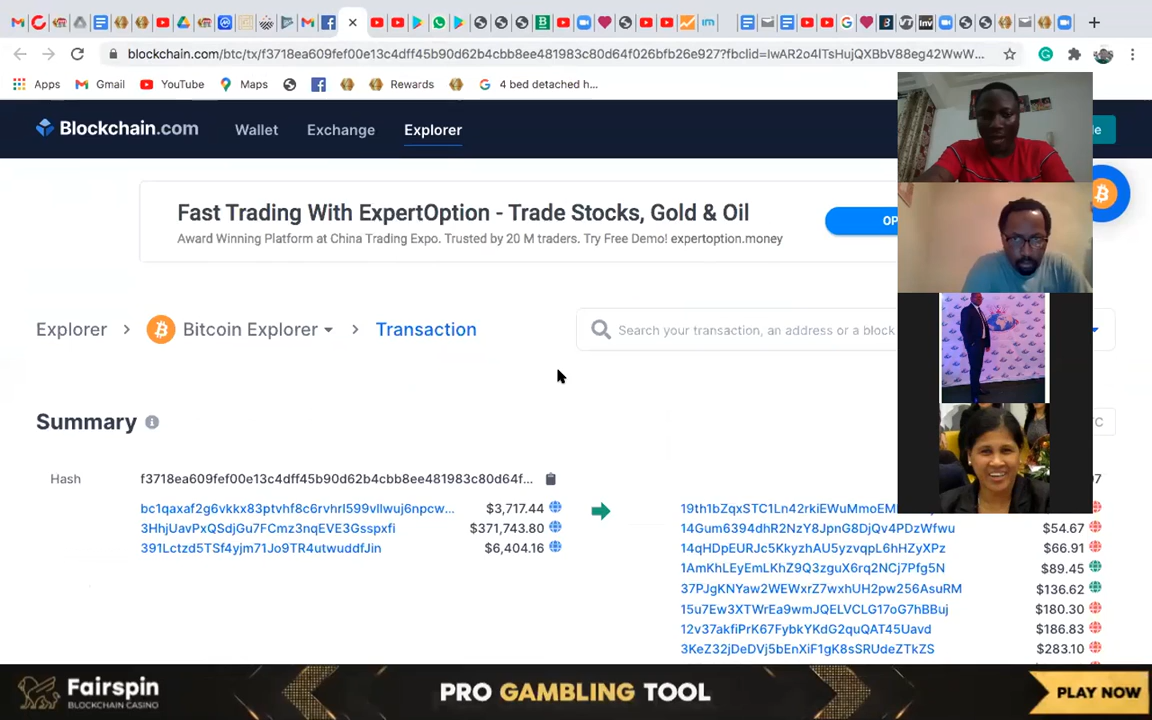 blockchain.com/btc/tx/f3718ea609fef00e13c4dff45b90d62b4cbb8ee481983c80d64f026bfb26e927?fbclid=IwAR2o4lTsHujQXBbV88eg42WwW...
Apps Gmail YouTube Maps Rewards 4 bed detached h...
Blockchain.com Wallet Exchange Explorer
Fast Trading With ExpertOption - Trade Stocks, Gold & Oil
Award Winning Platform at China Trading Expo. Trusted by 20 M traders. Try Free Demo! expertoption.money
OP
Explorer > Bitcoin Explorer > Transaction
Search your transaction, an address or a block
Summary
Hash f3718ea609fef00e13c4dff45b90d62b4cbb8ee481983c80d64f...
bc1qaxaf2g6vkkx83ptvhf8c6rvhrl599vllwuj6npcw... $3,717.44 19th1bZqxSTC1Ln42rkiEWuMmoEM
3HhjUavPxQSdjGu7FCmz3nqEVE3Gsspxfi $371,743.80 14Gum6394dhR2NzY8JpnG8DjQv4PDzWfwu $54.67
391Lctzd5TSf4yjm71Jo9TR4utwuddfJin $6,404.16 14qHDpEURJc5KkyzhAU5yzvqpL6hHZyXPz $66.91
1AmKhLEyEmLKhZ9Q3zguX6rq2NCj7Pfg5N $89.45
37PJgKNYaw2WEWxrZ7wxhUH2pw256AsuRM $136.62
15u7Ew3XTWrEa9wmJQELVCLG17oG7hBBuj $180.30
12v37akfiPrK67FybkYKdG2quQAT45Uavd $186.83
3KeZ32jDeDVj5bEnXiF1gK8sSRUdeZTkZS $283.10
Fairspin
BLOCKCHAIN CASINO
PRO GAMBLING TOOL
PLAY NOW